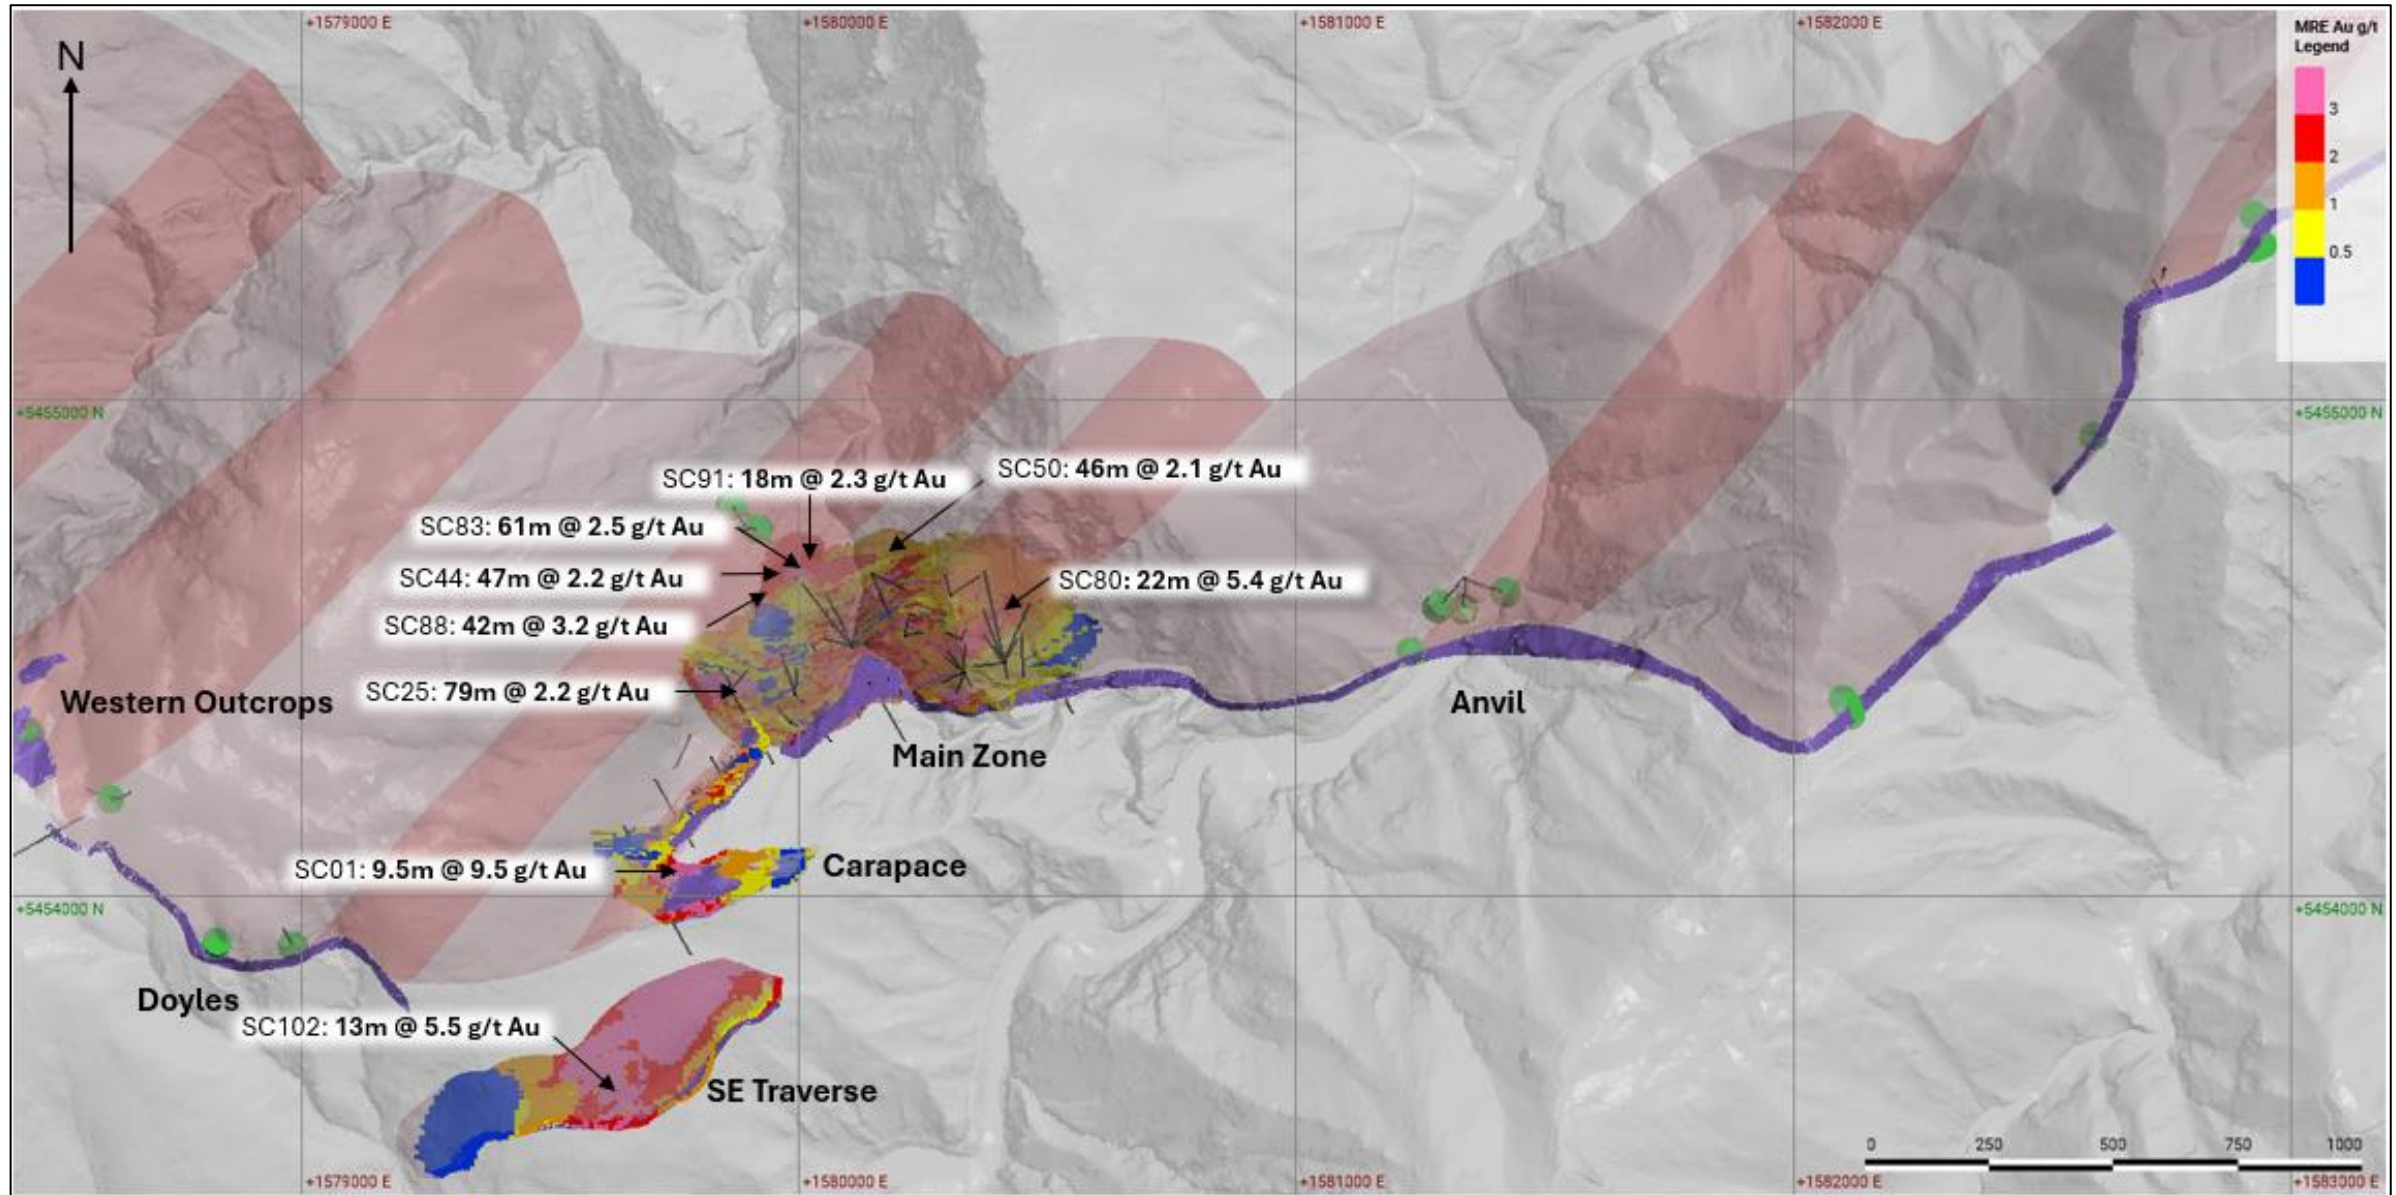 +1579000 E
+1580000 E
+1581000 E
+1582000 E
MRE Au g/t
Legend
N
3
2
1
0.5
+5455000 N
+5455000 N
SC91: 18m @ 2.3 g/t Au
SC50: 46m @ 2.1 g/t Au
SC83: 61m @ 2.5 g/t Au
SC44: 47m @ 2.2 g/t Au
SC80: 22m @ 5.4 g/t Au
SC88: 42m @ 3.2 g/t Au
SC25: 79m @ 2.2 g/t Au
Western Outcrops
Anvil
Main Zone
SC01: 9.5m @ 9.5 g/t Au
Carapace
+5454000 N
+5454000 N
Doyles
SC102: 13m @ 5.5 g/t Au
SE Traverse
0 250 500 750 1000
+1579000 E
+1580000 E
+1581000 E
+1582000 E
+1583000 E